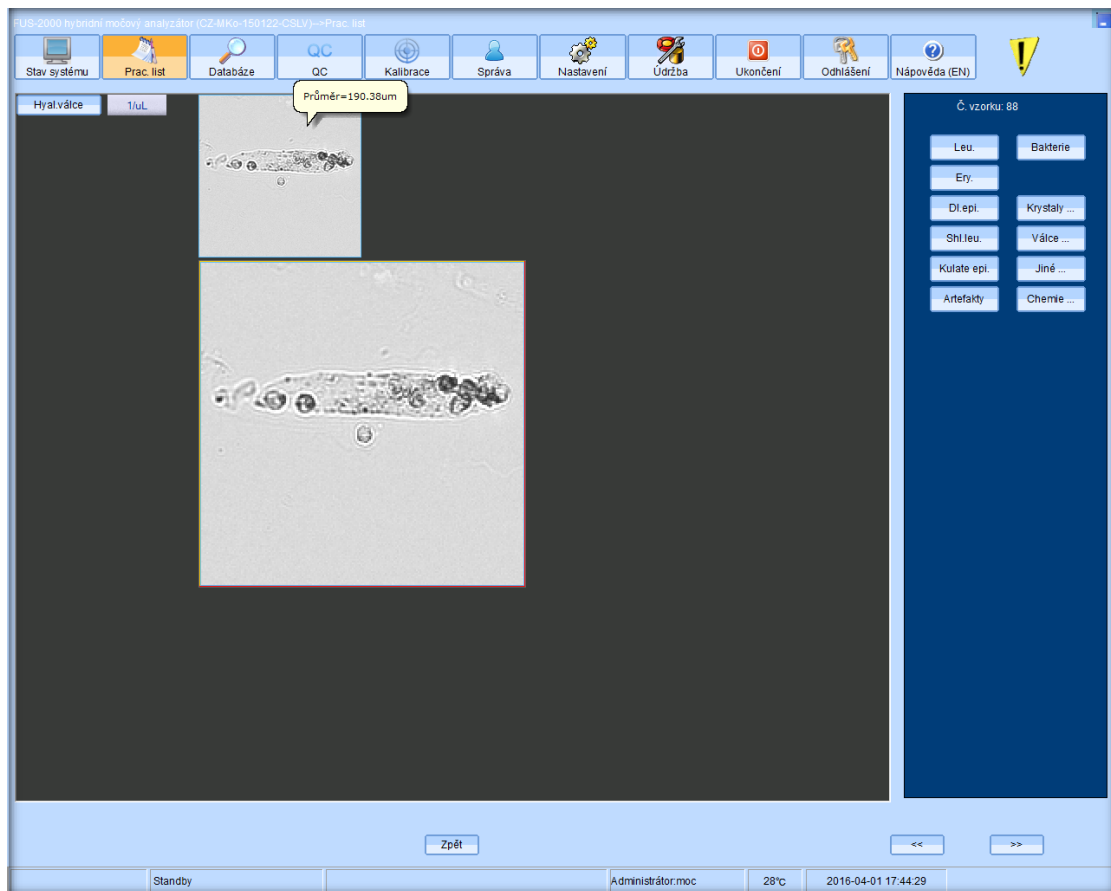 FUS-2000 hybridní močový analyzátor (CZ-MKo-150122-CSLV)-->Prac. list
Stav systému
Prac. list
Databáze
QC
QC
Kalibrace
Správa
Nastavení
Údržba
Ukončení
Odhlášení
Nápověda (EN)
Průměr=190.38um
Hyal.válce
1/uL
Č. vzorku: 88
Leu.
Bakterie
Ery.
Dl.epi.
Krystaly ...
Shl.leu.
Válce ...
Kulate epi.
Jiné ...
Artefakty
Chemie ...
Zpět
<<
>>
Standby
Administrátor:moc
28℃
2016-04-01 17:44:29